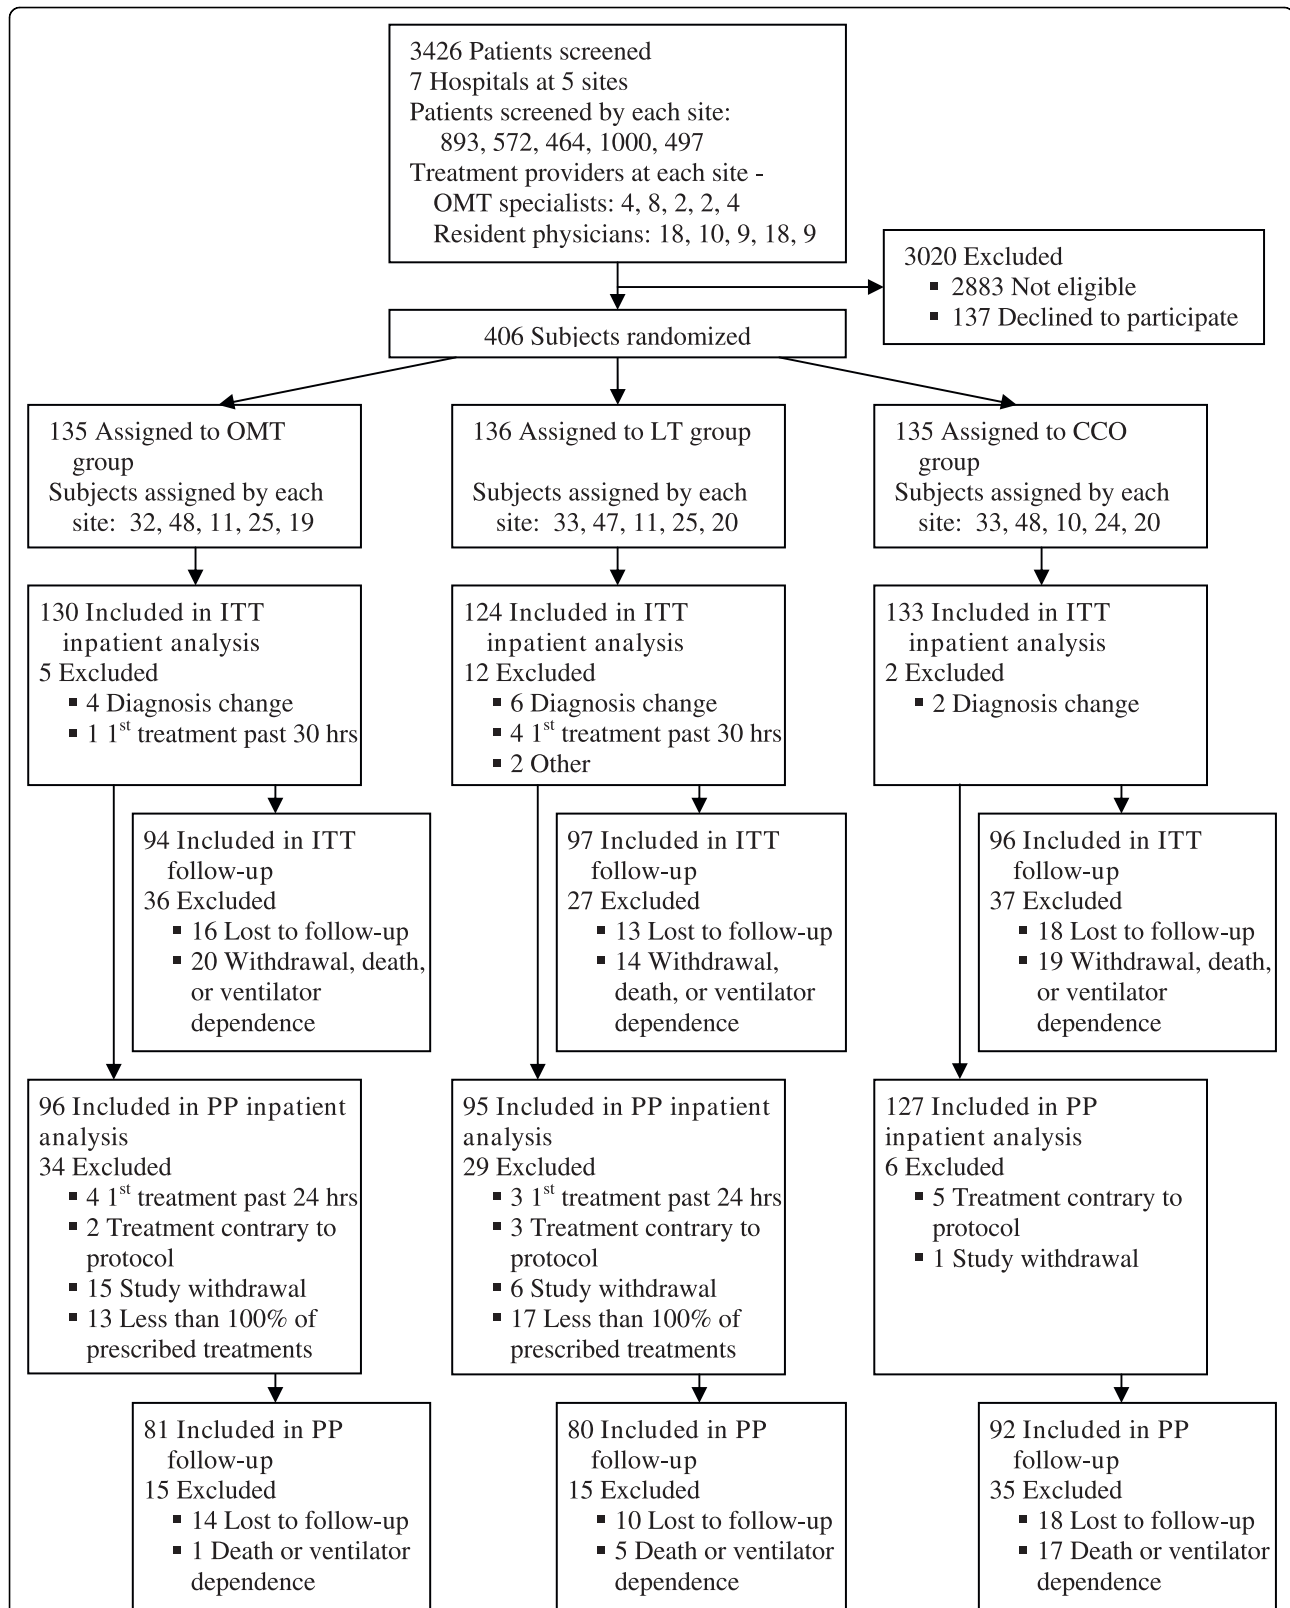 3426 Patients screened
7 Hospitals at 5 sites
Patients screened by each site:
893, 572, 464, 1000, 497
Treatment providers at each site -
OMT specialists: 4, 8, 2, 2, 4
Resident physicians: 18, 10, 9, 18, 9
3020 Excluded
▪ 2883 Not eligible
▪ 137 Declined to participate
406 Subjects randomized
135 Assigned to OMT
group
Subjects assigned by each
site: 32, 48, 11, 25, 19
136 Assigned to LT group
Subjects assigned by each
site: 33, 47, 11, 25, 20
135 Assigned to CCO
group
Subjects assigned by each
site: 33, 48, 10, 24, 20
130 Included in ITT
inpatient analysis
5 Excluded
▪ 4 Diagnosis change
▪ 1 1st treatment past 30 hrs
124 Included in ITT
inpatient analysis
12 Excluded
▪ 6 Diagnosis change
▪ 4 1st treatment past 30 hrs
▪ 2 Other
133 Included in ITT
inpatient analysis
2 Excluded
▪ 2 Diagnosis change
94 Included in ITT
follow-up
36 Excluded
▪ 16 Lost to follow-up
▪ 20 Withdrawal, death,
or ventilator
dependence
97 Included in ITT
follow-up
27 Excluded
▪ 13 Lost to follow-up
▪ 14 Withdrawal,
death, or ventilator
dependence
96 Included in ITT
follow-up
37 Excluded
▪ 18 Lost to follow-up
▪ 19 Withdrawal, death,
or ventilator
dependence
96 Included in PP inpatient
analysis
34 Excluded
▪ 4 1st treatment past 24 hrs
▪ 2 Treatment contrary to
protocol
▪ 15 Study withdrawal
▪ 13 Less than 100% of
prescribed treatments
95 Included in PP inpatient
analysis
29 Excluded
▪ 3 1st treatment past 24 hrs
▪ 3 Treatment contrary to
protocol
▪ 6 Study withdrawal
▪ 17 Less than 100% of
prescribed treatments
127 Included in PP
inpatient analysis
6 Excluded
▪ 5 Treatment contrary to
protocol
▪ 1 Study withdrawal
81 Included in PP
follow-up
15 Excluded
▪ 14 Lost to follow-up
▪ 1 Death or ventilator
dependence
80 Included in PP
follow-up
15 Excluded
▪ 10 Lost to follow-up
▪ 5 Death or ventilator
dependence
92 Included in PP
follow-up
35 Excluded
▪ 18 Lost to follow-up
▪ 17 Death or ventilator
dependence